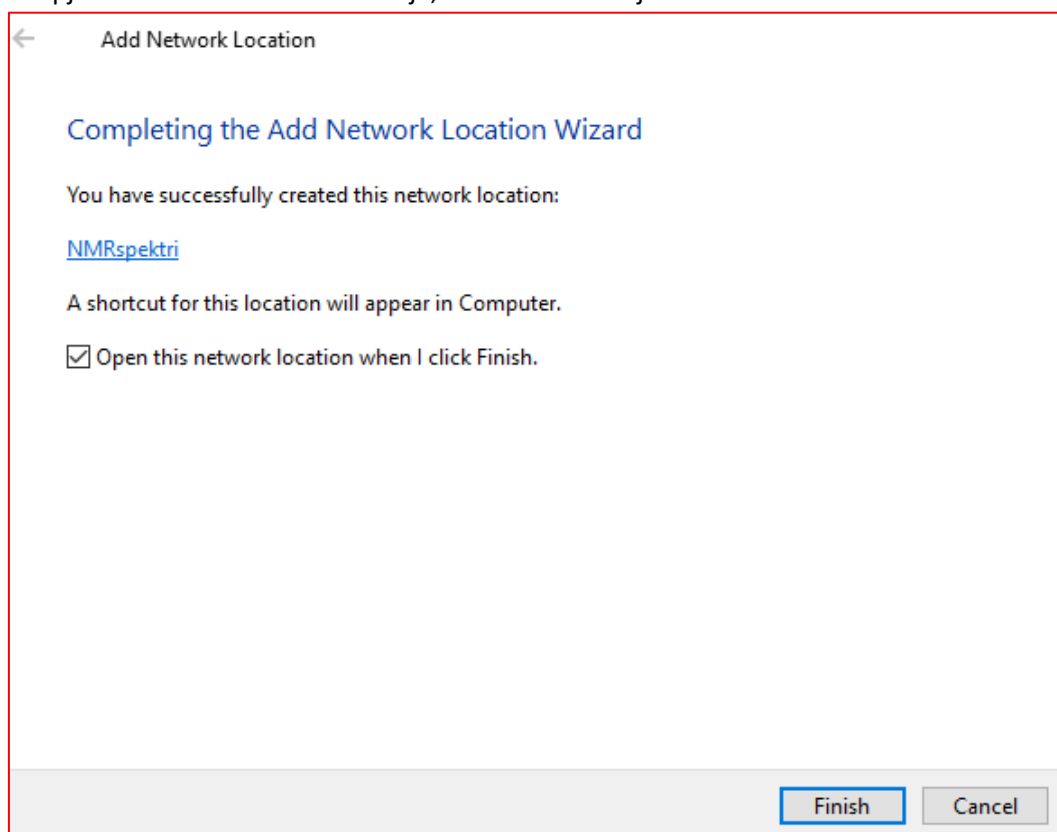 Add Network Location
Completing the Add Network Location Wizard
You have successfully created this network location:
NMRspektri
A shortcut for this location will appear in Computer.
Open this network location when I click Finish.
Finish
Cancel